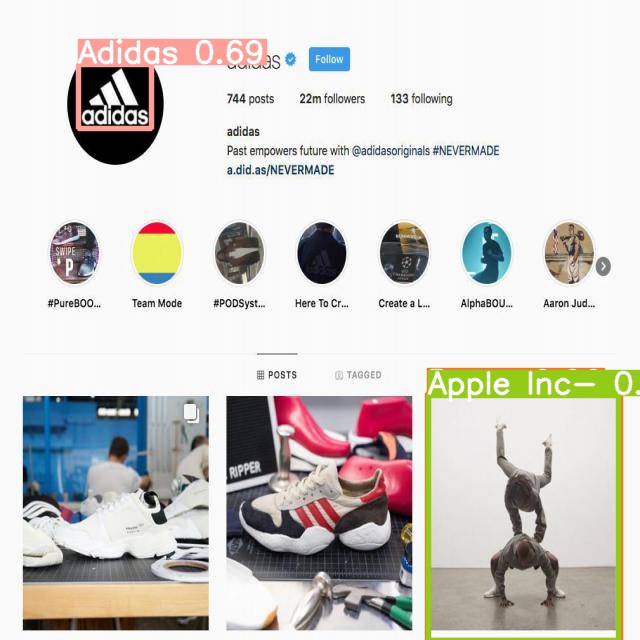 Adidas 0.69
adidas
Follow
adidas
744 posts 22m followers 133 following
adidas
Past empowers future with @adidasoriginals #NEVERMADE
a.did.as/NEVERMADE
SWIPE
P
#PureBOO... Team Mode #PODSyst... Here To Cr... Create a L... AlphaBOU... Aaron Jud...
POSTS TAGGED
Apple Inc- 0.
RIPPER